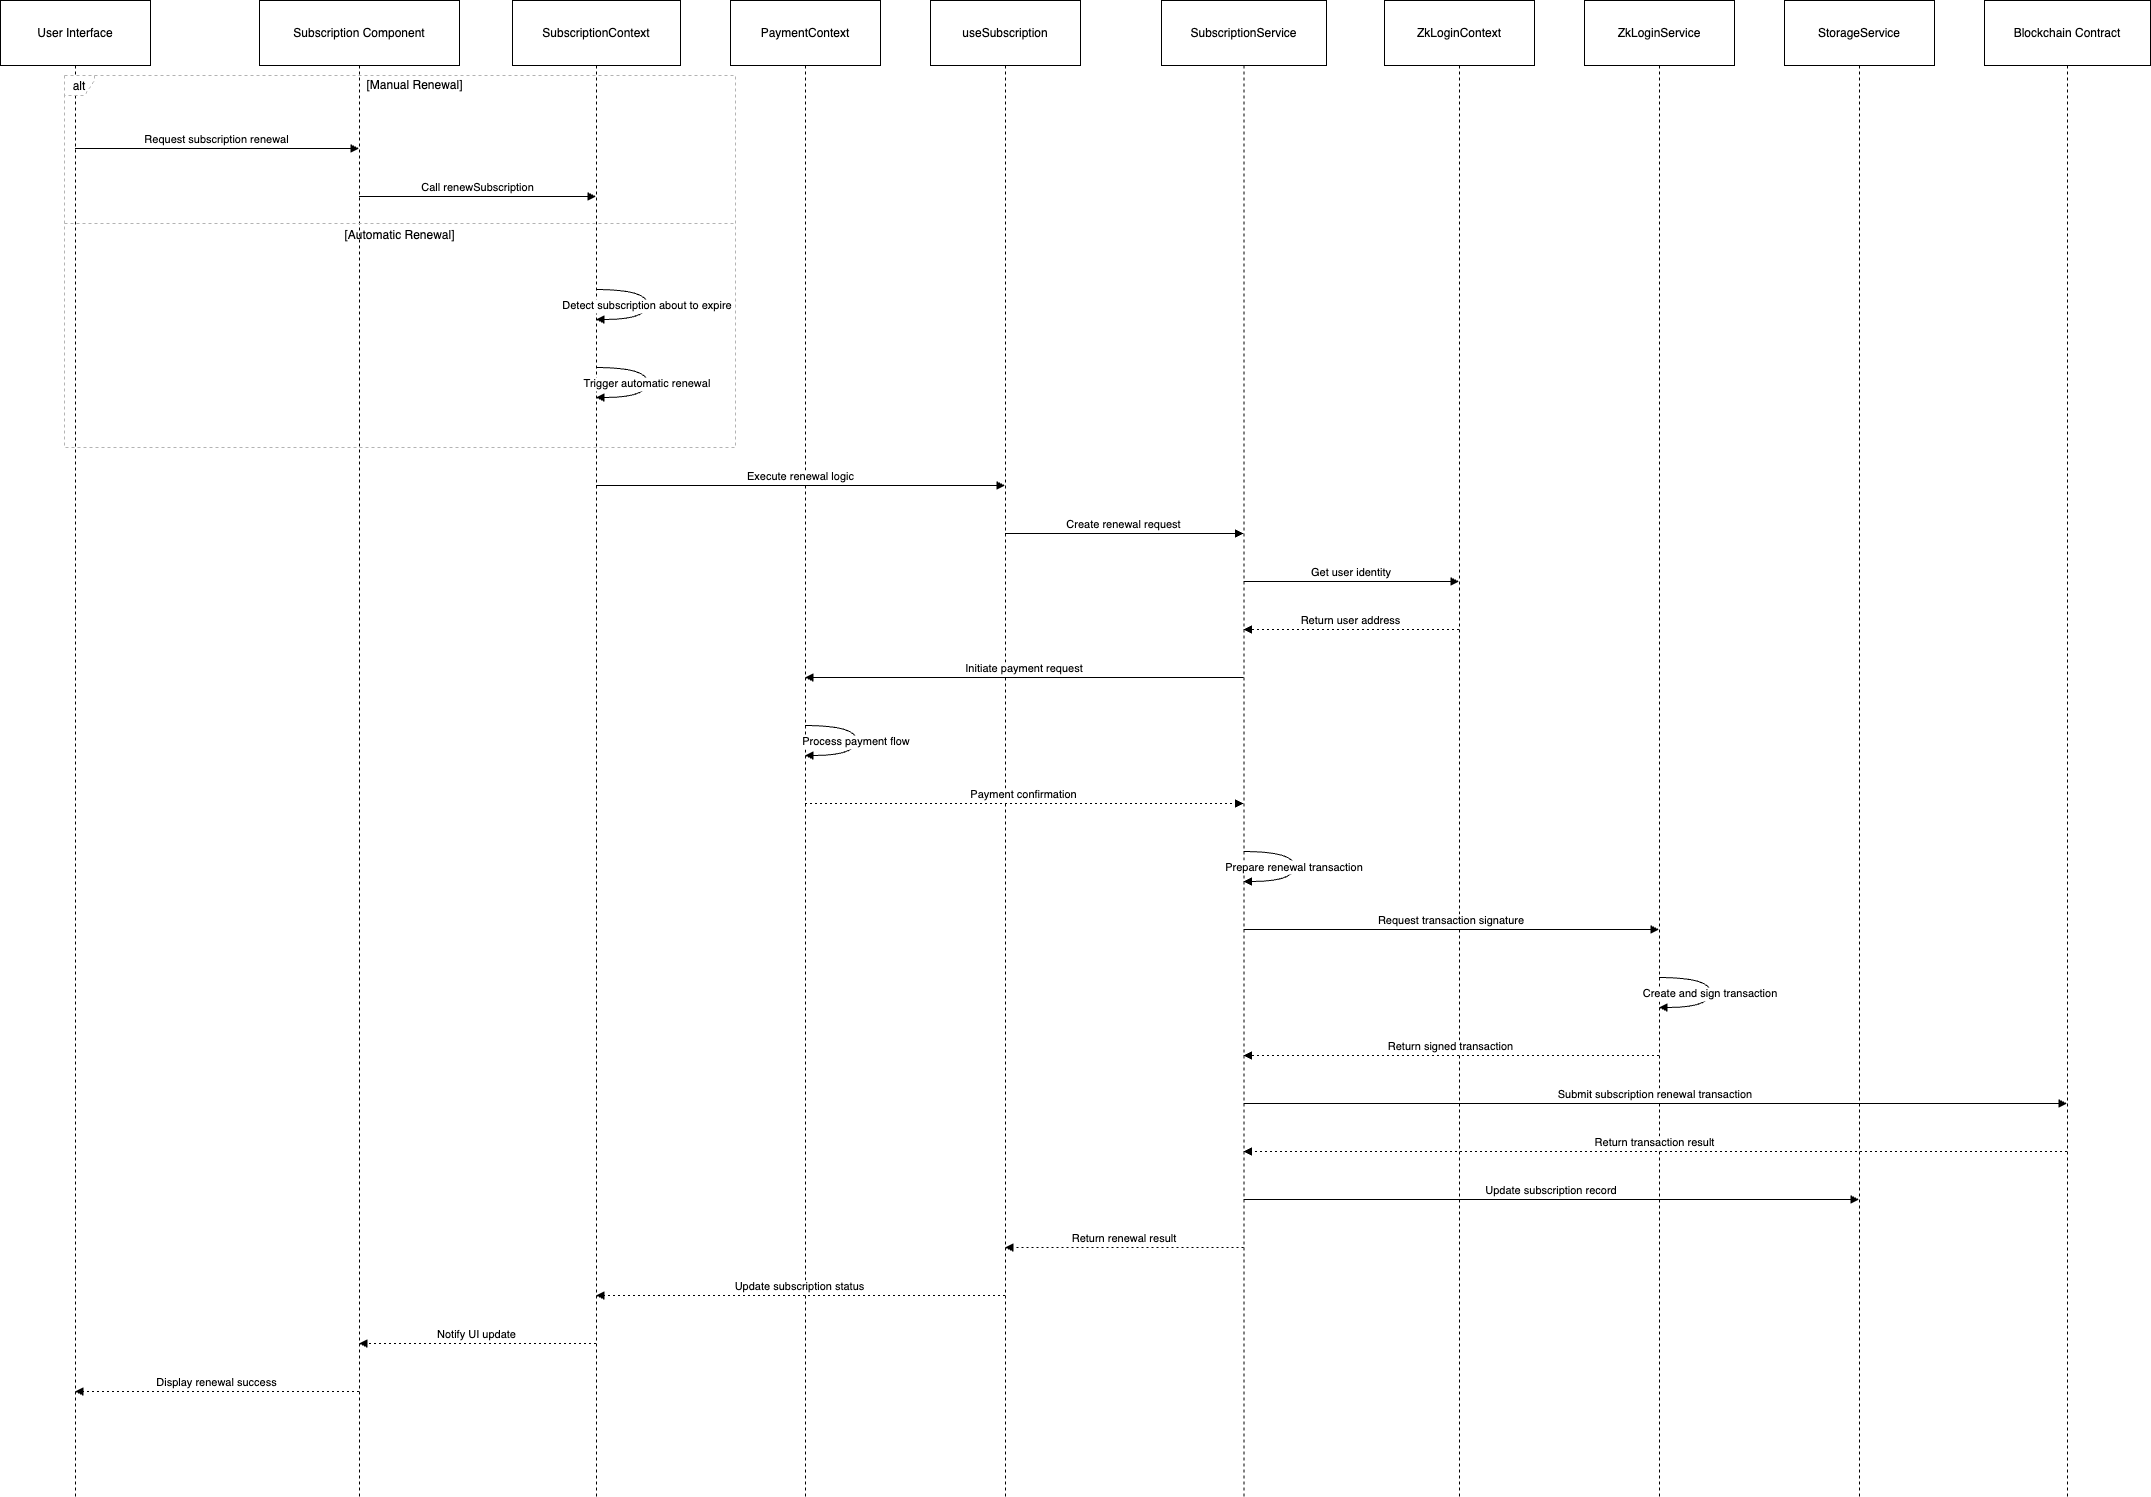 User Interface
Subscription Component
SubscriptionContext
PaymentContext
useSubscription
SubscriptionService
ZkLoginContext
ZkLoginService
StorageService
Blockchain Contract
alt
[Manual Renewal]
Request subscription renewal
Call renewSubscription
[Automatic Renewal]
Detect subscription about to expire
Trigger automatic renewal
Execute renewal logic
Create renewal request
Get user identity
Return user address
Initiate payment request
Process payment flow
Payment confirmation
Prepare renewal transaction
Request transaction signature
Create and sign transaction
Return signed transaction
Submit subscription renewal transaction
Return transaction result
Update subscription record
Return renewal result
Update subscription status
Notify UI update
Display renewal success